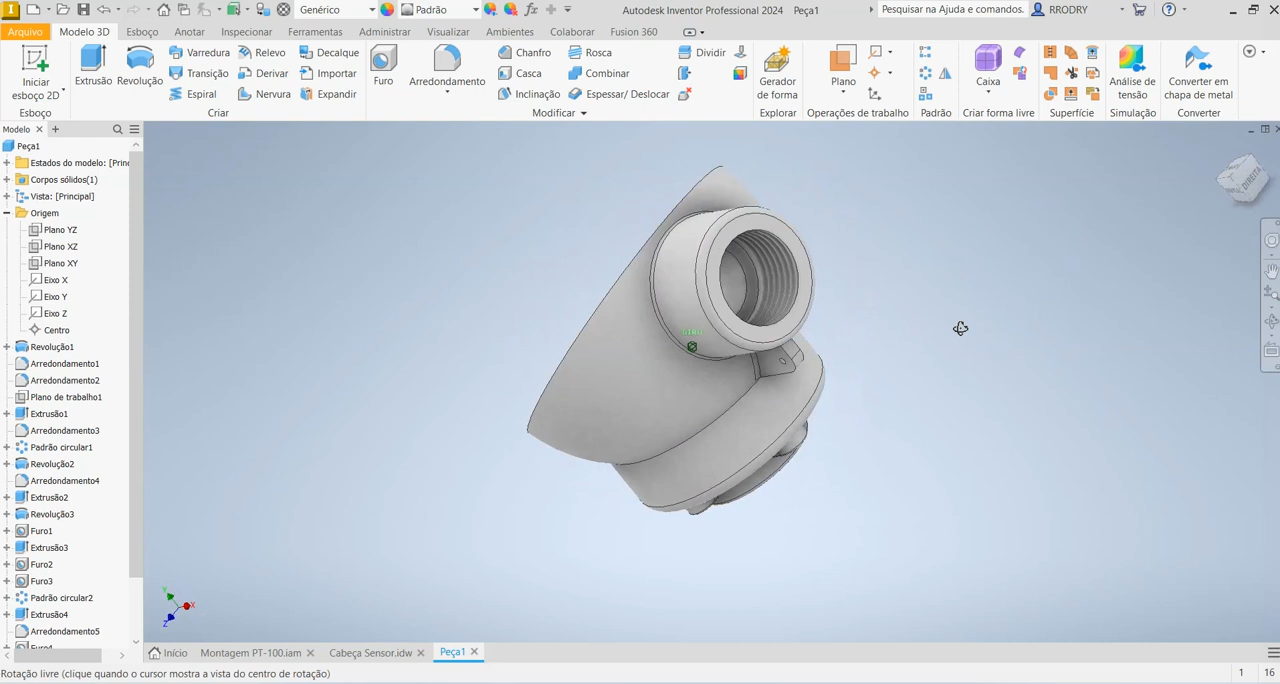 Genérico
Padrão
Autodesk Inventor Professional 2024 Peça1
Pesquisar na Ajuda e comandos.
RRODRY
Arquivo
Modelo 3D
Esboço
Anotar
Inspecionar
Ferramentas
Administrar
Visualizar
Ambientes
Colaborar
Fusion 360
Iniciar
esboço 2D
Esboço
Extrusão
Revolução
Varredura
Transição
Espiral
Relevo
Derivar
Nervura
Decalque
Importar
Expandir
Criar
Furo
Arredondamento
Chanfro
Casca
Inclinação
Rosca
Combinar
Espessar/ Deslocar
Dividir
Modificar
Gerador
de forma
Explorar
Plano
Operações de trabalho
Padrão
Caixa
Criar forma livre
Superfície
Análise de
tensão
Simulação
Converter em
chapa de metal
Converter
Modelo
Peça1
Estados do modelo: [Prin
Corpos sólidos(1)
Vista: [Principal]
Origem
Plano YZ
Plano XZ
Plano XY
Eixo X
Eixo Y
Eixo Z
Centro
Revolução1
Arredondamento1
Arredondamento2
Plano de trabalho1
Extrusão1
Arredondamento3
Padrão circular1
Revolução2
Arredondamento4
Extrusão2
Revolução3
Furo1
Extrusão3
Furo2
Furo3
Padrão circular2
Extrusão4
Arredondamento5
Furo4
DIREITA
Y
X
Z
Início
Montagem PT-100.iam
Cabeça Sensor.idw
Peça1
Rotação livre (clique quando o cursor mostra a vista do centro de rotação)
1
16